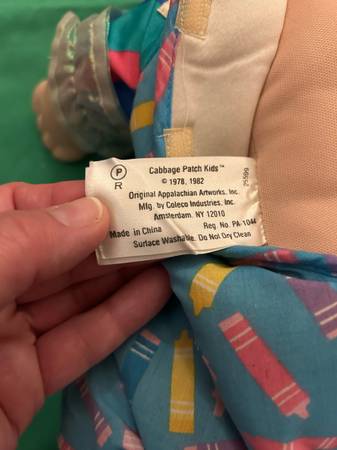 P
R
Cabbage Patch Kids™
© 1978, 1982
Original Appalachian Artworks, Inc.
Mfg. by Coleco Industries, Inc.
Amsterdam, NY 12010
Made in China Reg. No. PA-1044
Surface Washable. Do Not Dry Clean